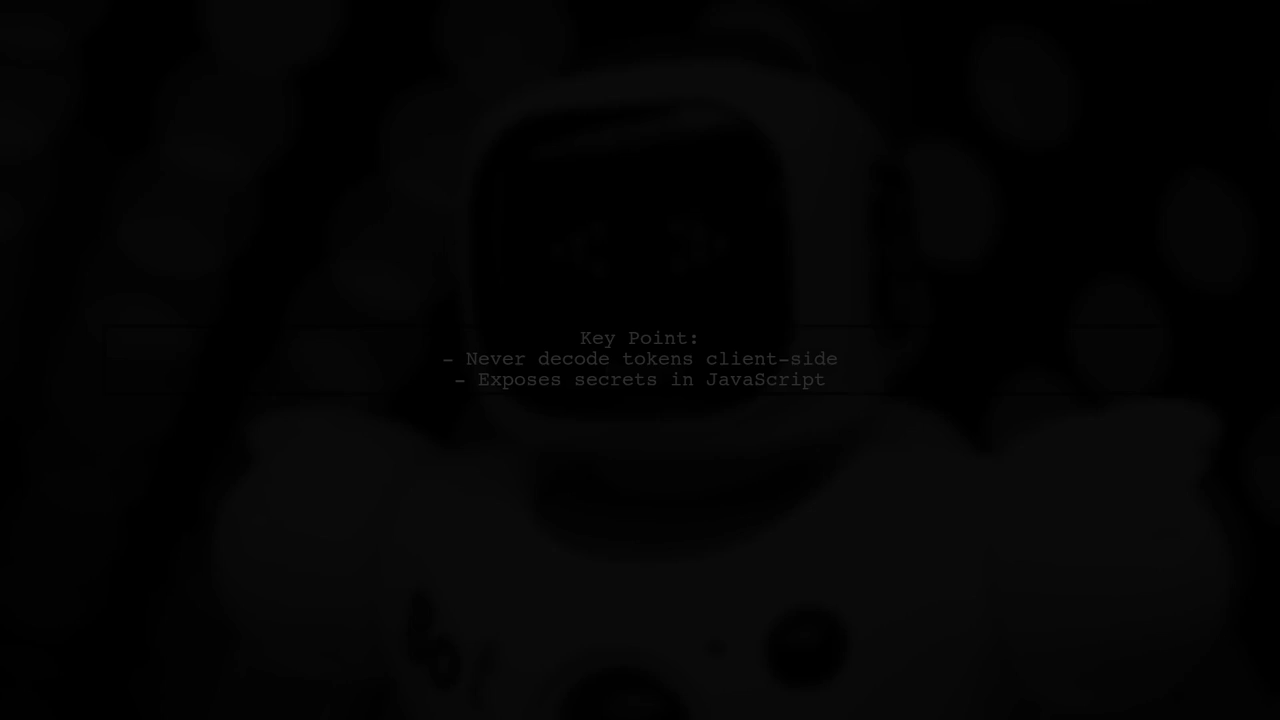 Key Point:
- Never decode tokens client-side
- Exposes secrets in JavaScript